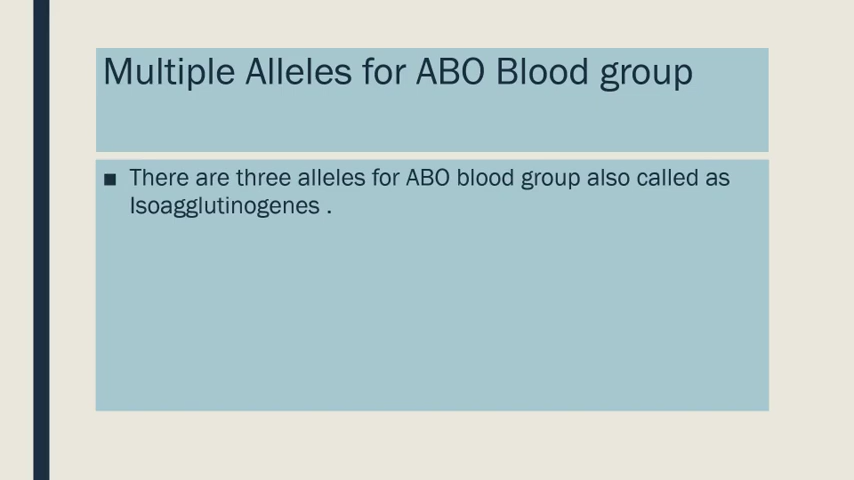 Multiple Alleles for ABO Blood group
■ There are three alleles for ABO blood group also called as
Isoagglutinogenes .